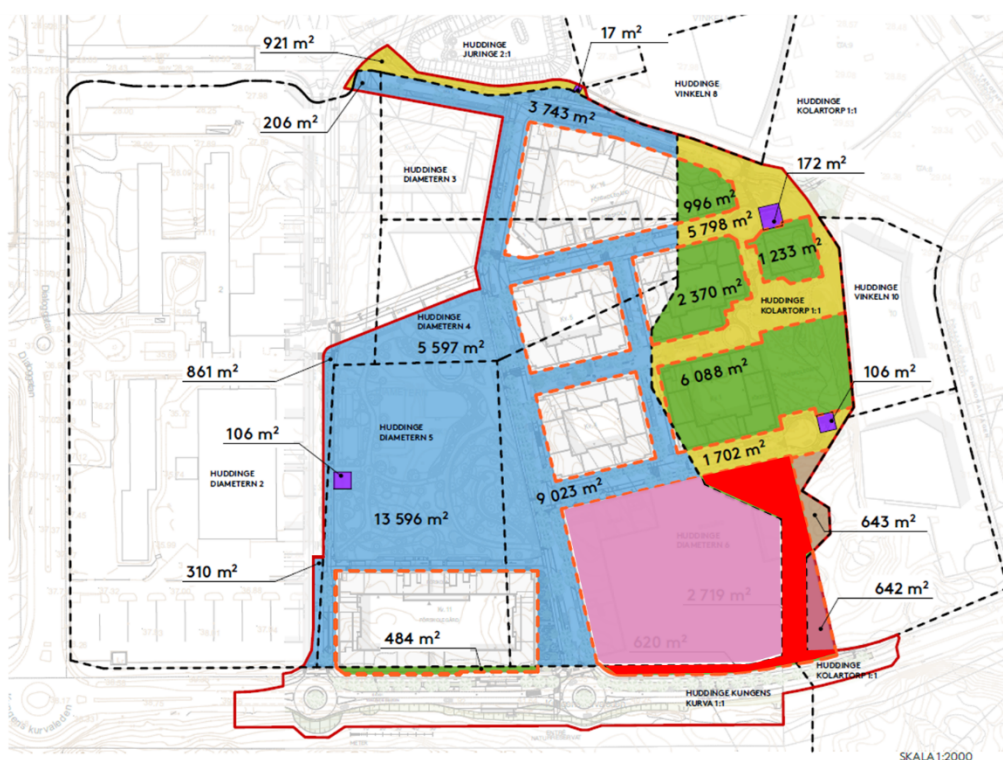 921 m²
HUDDINGE
JURINGE 2:1
17 m²
HUDDINGE
VINKELN 8
HUDDINGE
KOLARTORP 1:1
206 m²
3 743 m²
172 m²
HUDDINGE
DIAMETERN 3
996 m²
5 798 m²
1 233 m²
HUDDINGE
VINKELN 10
2 370 m²
HUDDINGE
KOLARTORP 1:1
HUDDINGE
DIAMETERN 4
5 597 m²
861 m²
6 088 m²
106 m²
106 m²
HUDDINGE
DIAMETERN 5
1 702 m²
HUDDINGE
DIAMETERN 2
9 023 m²
13 596 m²
643 m²
HUDDINGE
DIAMETERN 6
310 m²
2 719 m²
642 m²
484 m²
620 m²
HUDDINGE
KOLARTORP 1:1
HUDDINGE KUNGENS
KURVA 1:1
ns kurvaleden
METER
SKALA 1:2000